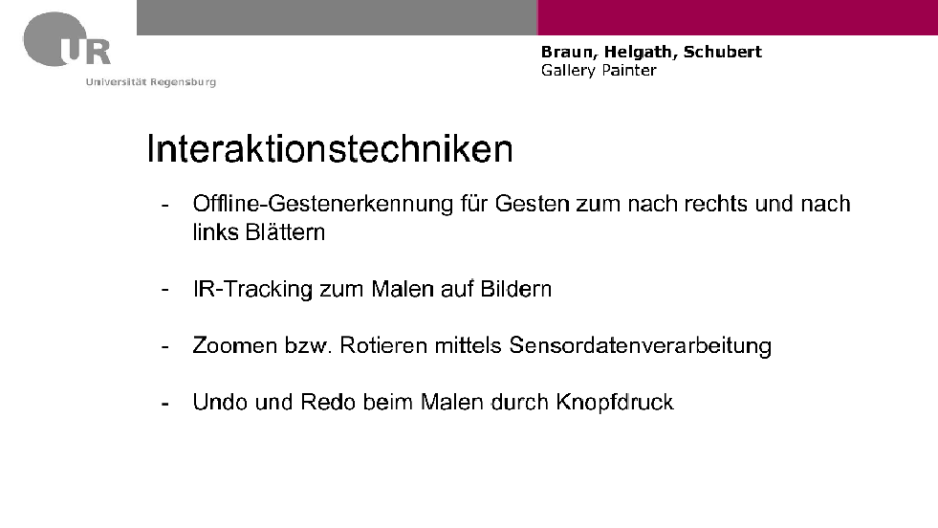 UR
Universität Regensburg
Braun, Helgath, Schubert
Gallery Painter
Interaktionstechniken
- Offline-Gestenerkennung für Gesten zum nach rechts und nach
links Blättern
- IR-Tracking zum Malen auf Bildern
- Zoomen bzw. Rotieren mittels Sensordatenverarbeitung
- Undo und Redo beim Malen durch Knopfdruck